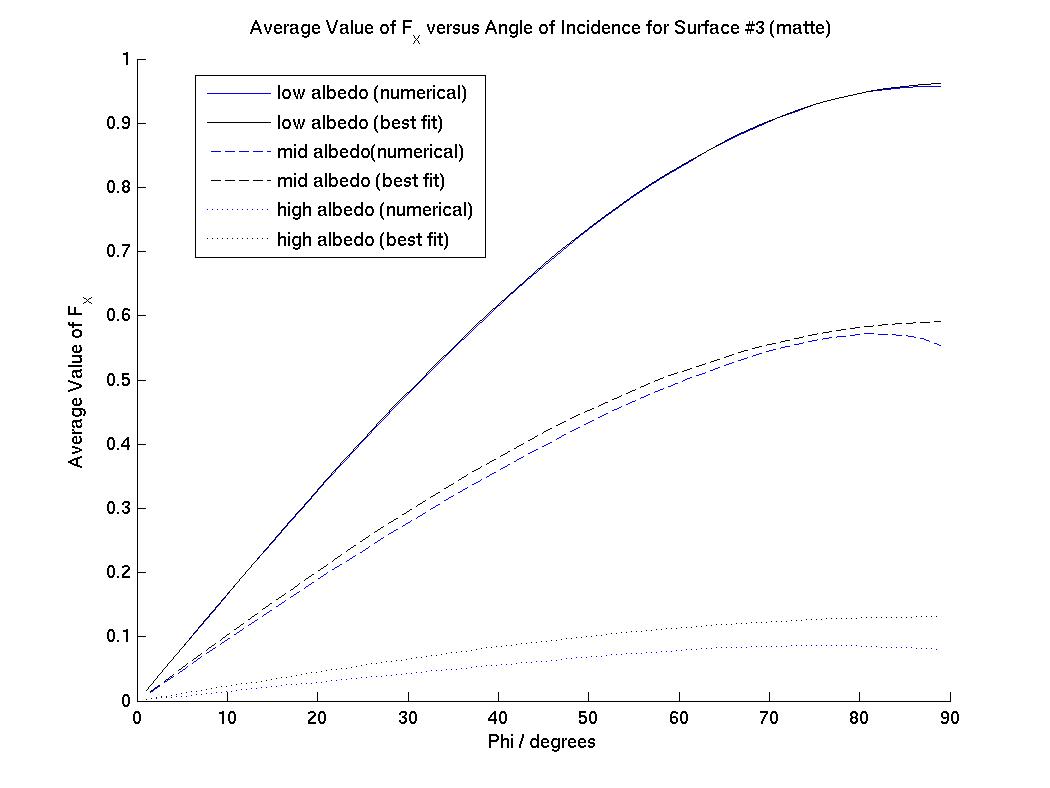 Average Value of F_x versus Angle of Incidence for Surface #3 (matte)
1
0.9
0.8
0.7
0.6
0.5
0.4
0.3
0.2
0.1
0
low albedo (numerical)
low albedo (best fit)
mid albedo(numerical)
mid albedo (best fit)
high albedo (numerical)
high albedo (best fit)
Average Value of F_x
0 10 20 30 40 50 60 70 80 90
Phi / degrees